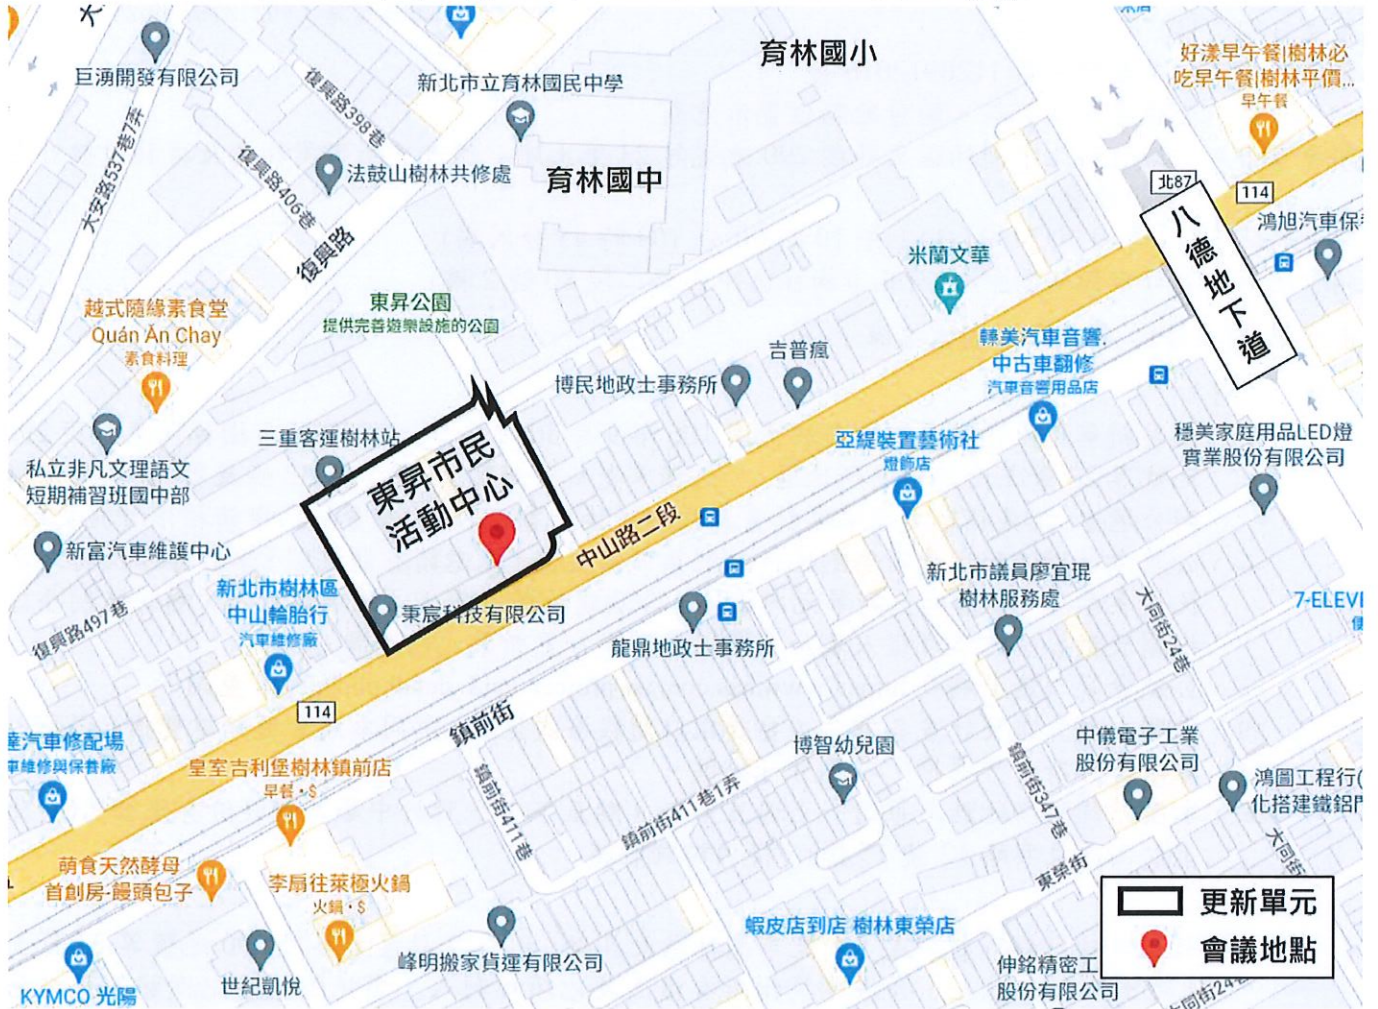 育林國小
好漾早午餐|樹林必
吃早午餐|樹林平價...
早午餐
巨湧開發有限公司
復興路398巷
新北市立育林國民中學
大安路537巷7弄
復興路406巷
法鼓山樹林共修處
育林國中
北87
114
八德地下道
鴻旭汽車保
復興路
米蘭文華
越式隨緣素食堂
Quán Ăn Chay
素食料理
東昇公園
提供完善遊樂設施的公園
吉普瘋
博民地政士事務所
轅美汽車音響.
中古車翻修
汽車音響用品店
三重客運樹林站
東昇市民
活動中心
亞緹裝置藝術社
燈飾店
穩美家庭用品LED燈
實業股份有限公司
私立非凡文理語文
短期補習班國中部
中山路二段
新富汽車維護中心
新北市樹林區
中山輪胎行
汽車維修廠
秉宸科技有限公司
新北市議員廖宜琨
樹林服務處
大同街24巷
7-ELEVE
復興路497巷
龍鼎地政士事務所
114
鎮前街
達汽車修配場
車維修與保養廠
皇室吉利堡樹林鎮前店
早餐·$
鎮前街411巷
博智幼兒園
鎮前街411巷1弄
鎮前街347巷
中儀電子工業
股份有限公司
鴻圖工程行(
化搭建鐵鋁門
大同街
東榮街
萌食天然酵母
首創房-饅頭包子
李扇往萊極火鍋
火鍋·$
更新單元
會議地點
蝦皮店到店 樹林東榮店
峰明搬家貨運有限公司
世紀凱悅
KYMCO 光陽
伸銘精密工
股份有限公司
大同街24巷